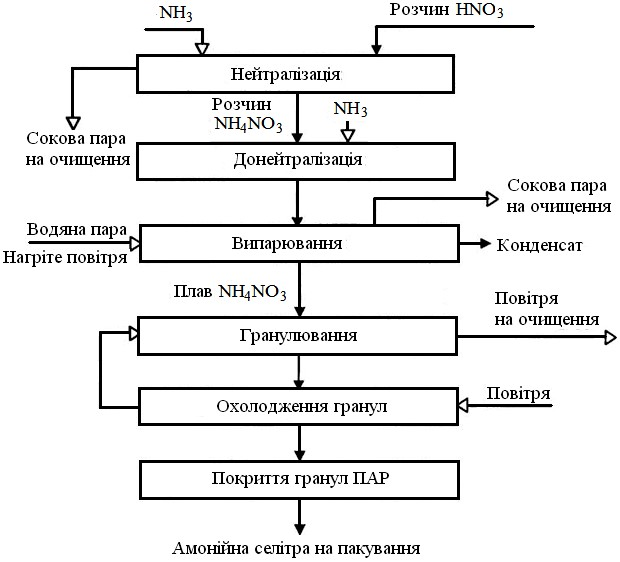 NH3
Розчин HNO3
Нейтралізація
Розчин
NH4NO3
NH3
Сокова пара
на очищення
Донейтралізація
Сокова пара
на очищення
Водяна пара
Нагріте повітря
Випарювання
Конденсат
Плав NH4NO3
Повітря
на очищення
Гранулювання
Охолодження гранул
Повітря
Покриття гранул ПАР
Амонійна селітра на пакування